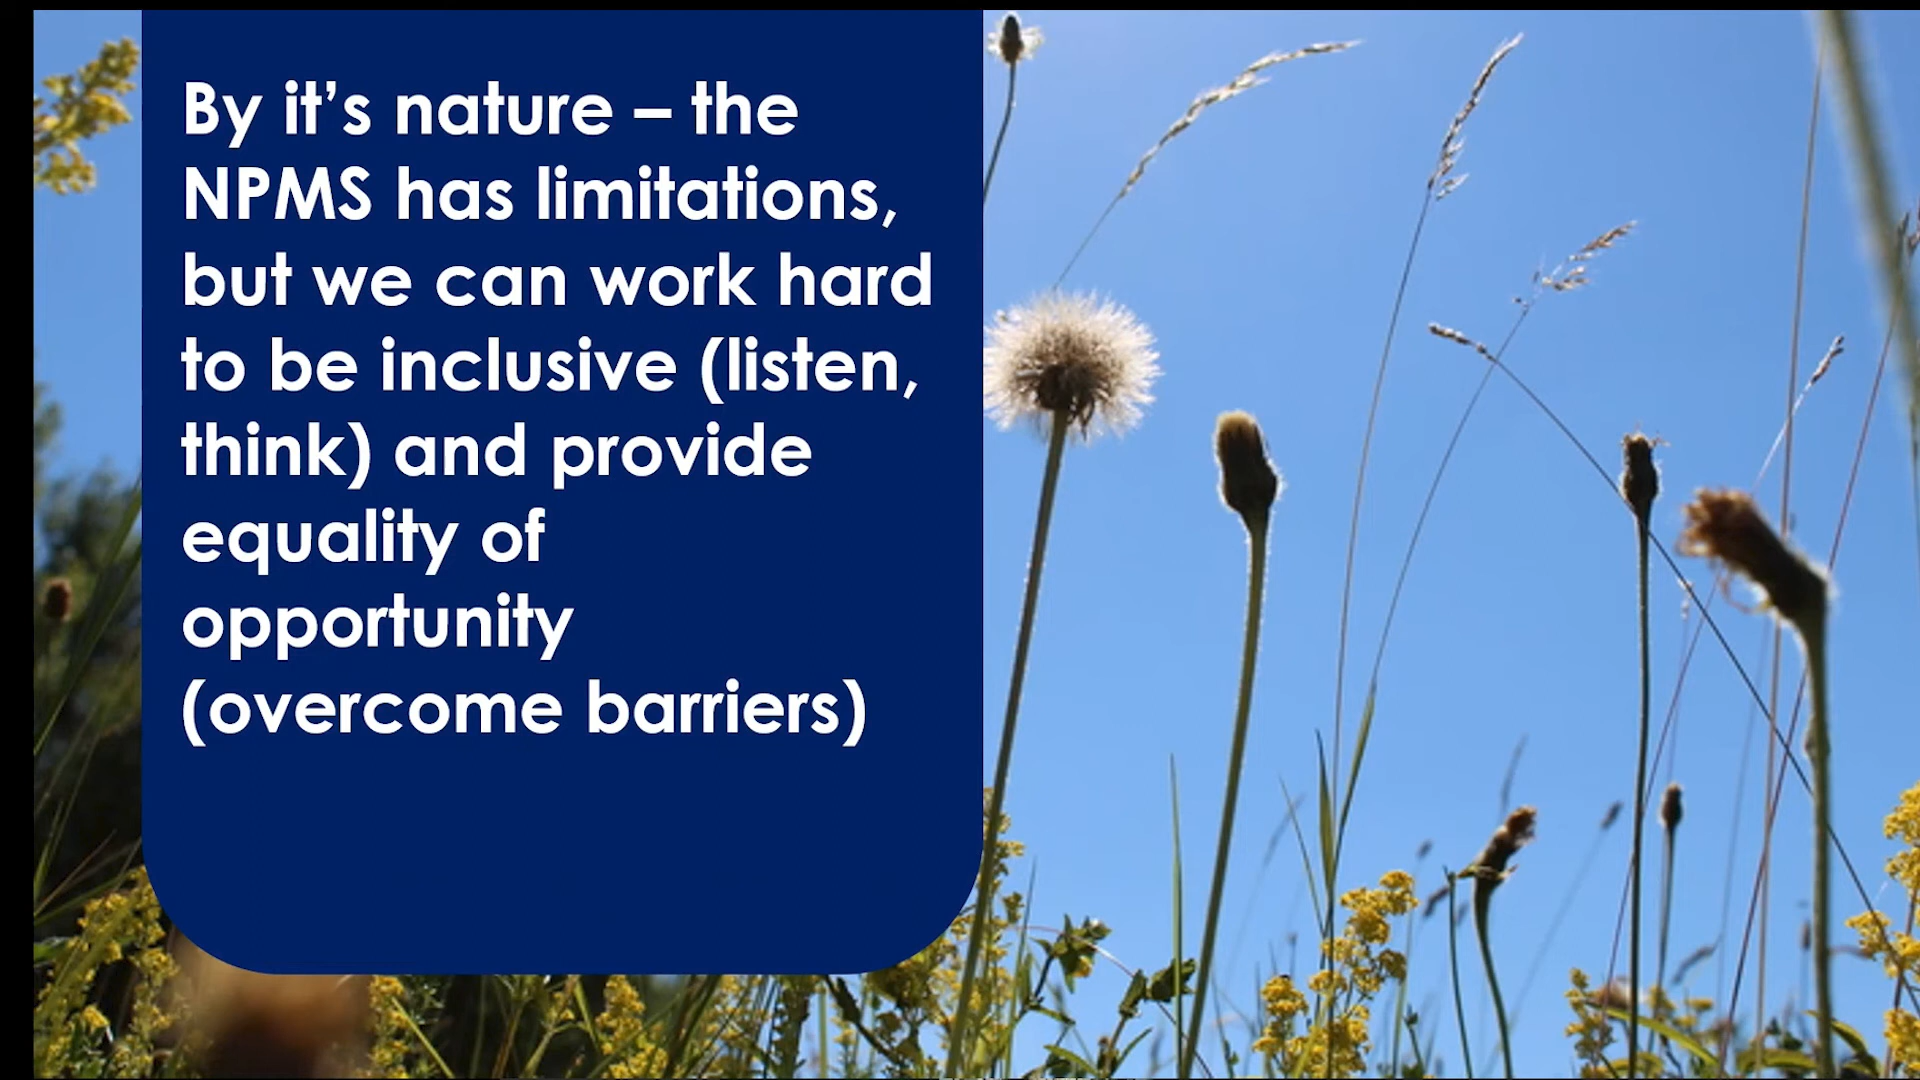 By it’s nature – the
NPMS has limitations,
but we can work hard
to be inclusive (listen,
think) and provide
equality of
opportunity
(overcome barriers)